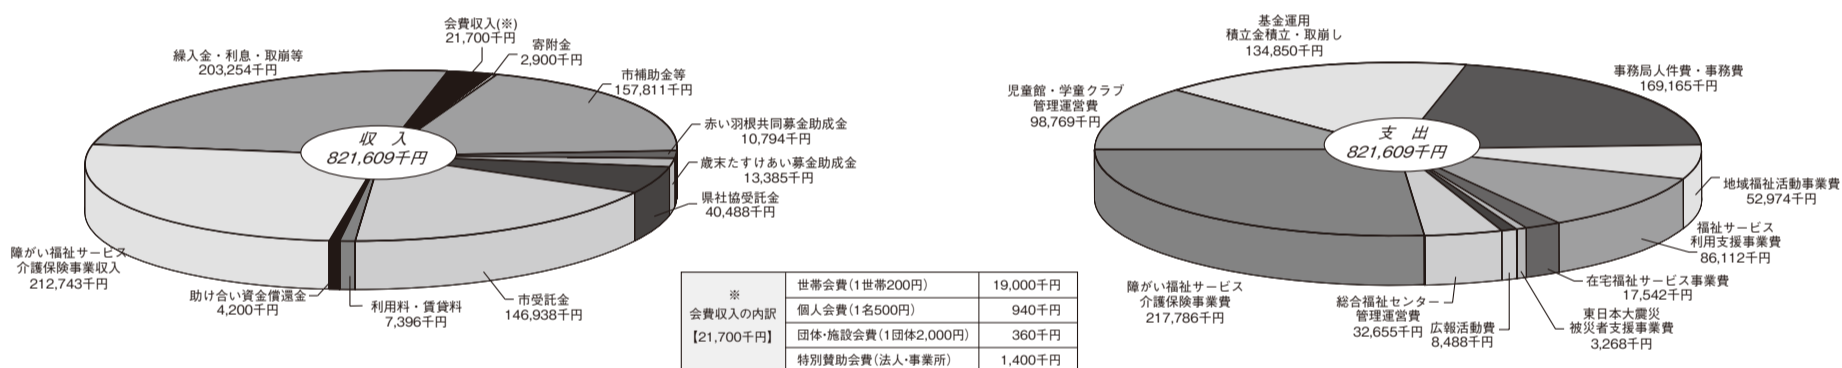 会費収入(※)
21,700千円
寄附金
2,900千円
市補助金等
157,811千円
赤い羽根共同募金助成金
10,794千円
歳末たすけあい募金助成金
13,385千円
県社協受託金
40,488千円
市受託金
146,938千円
利用料・賃貸料
7,396千円
助け合い資金償還金
4,200千円
障がい福祉サービス
介護保険事業収入
212,743千円
繰入金・利息・取崩等
203,254千円
収 入
821,609千円
※
会費収入の内訳
【21,700千円】
世帯会費(1世帯200円) 19,000千円
個人会費(1名500円) 940千円
団体・施設会費(1団体2,000円) 360千円
特別賛助会費(法人・事業所) 1,400千円
基金運用
積立金積立・取崩し
134,850千円
事務局人件費・事務費
169,165千円
地域福祉活動事業費
52,974千円
福祉サービス
利用支援事業費
86,112千円
在宅福祉サービス事業費
17,542千円
東日本大震災
被災者支援事業費
3,268千円
広報活動費
8,488千円
総合福祉センター
管理運営費
32,655千円
障がい福祉サービス
介護保険事業費
217,786千円
児童館・学童クラブ
管理運営費
98,769千円
支 出
821,609千円